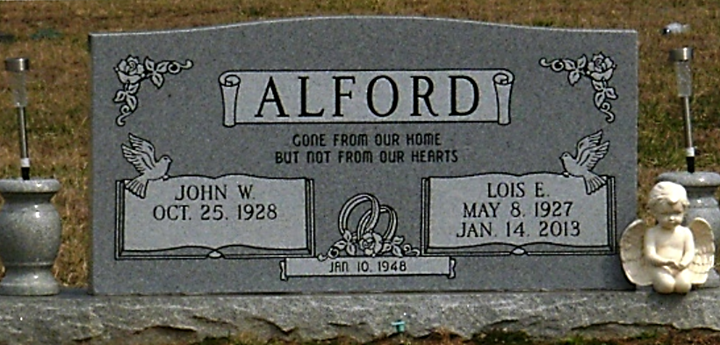 ALFORD
GONE FROM OUR HOME
BUT NOT FROM OUR HEARTS
JOHN W.
OCT. 25, 1928
LOIS E.
MAY 8, 1927
JAN. 14, 2013
JAN 10, 1948